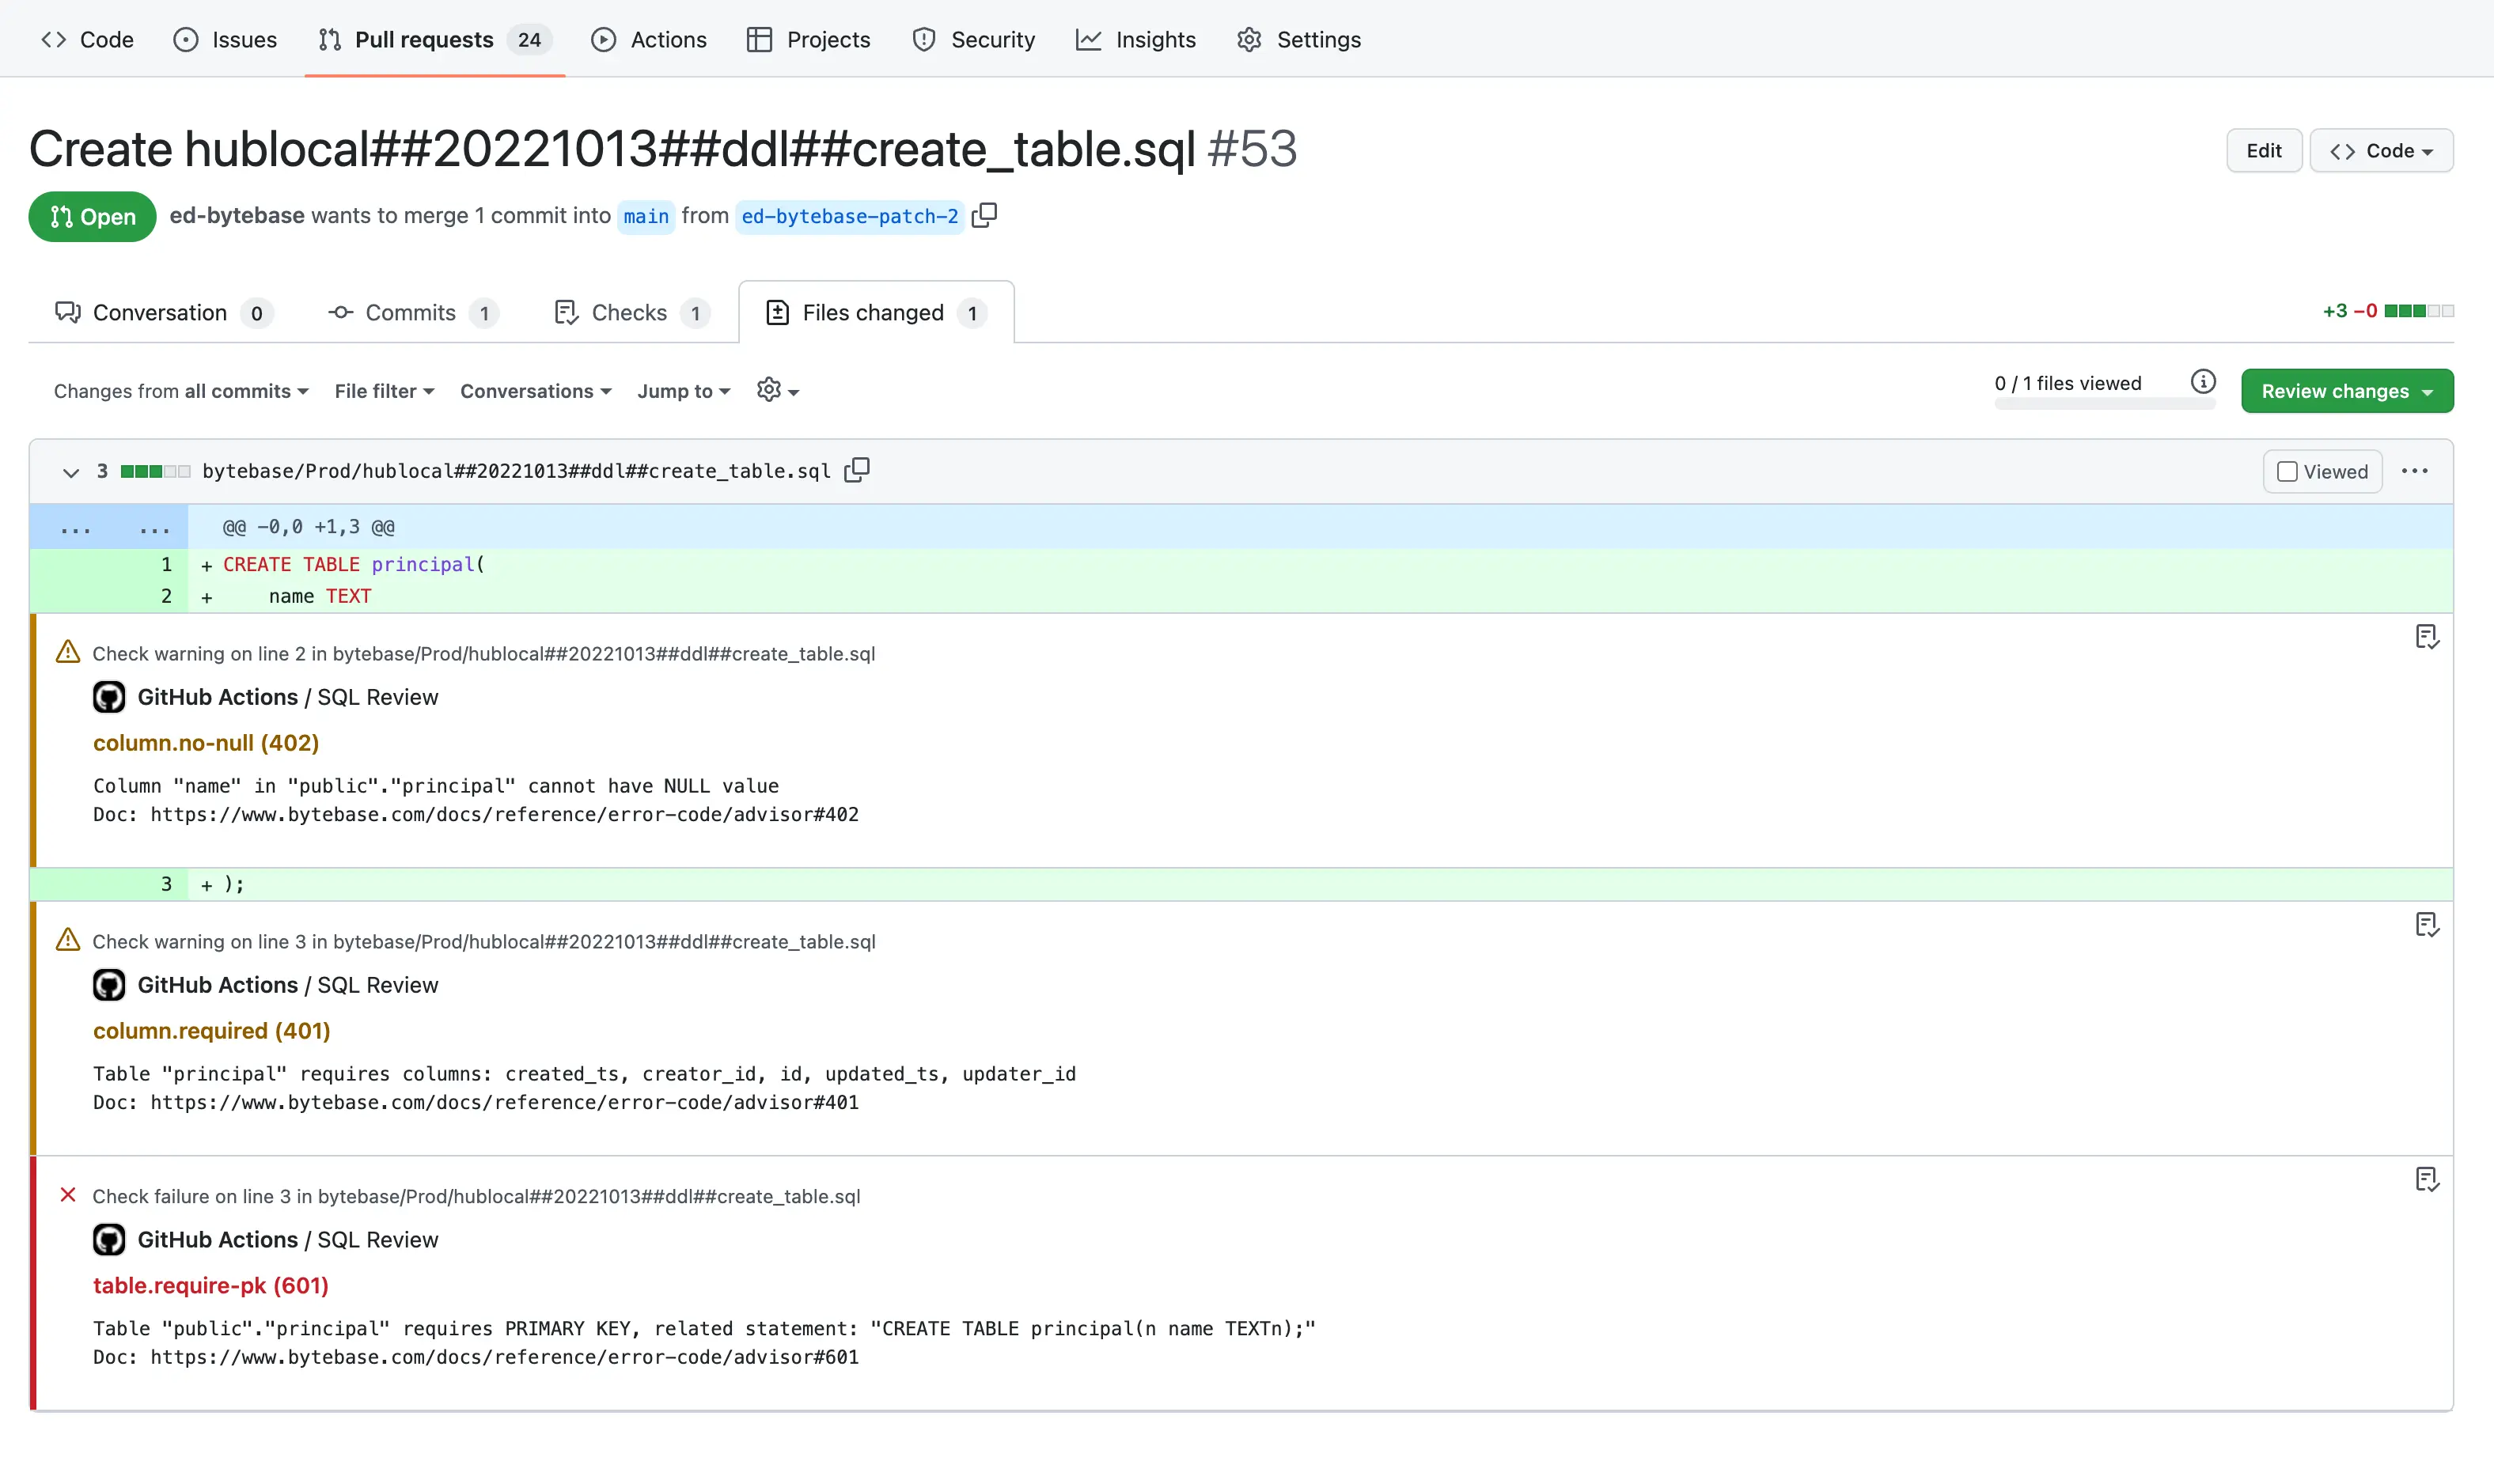 Code Issues Pull requests 24 Actions Projects Security Insights Settings
Create hublocal##20221013##ddl##create_table.sql #53
Edit Code
Open ed-bytebase wants to merge 1 commit into main from ed-bytebase-patch-2
Conversation 0 Commits 1 Checks 1 Files changed 1
+3 −0
Changes from all commits File filter Conversations Jump to
0 / 1 files viewed
Review changes
3 bytebase/Prod/hublocal##20221013##ddl##create_table.sql
Viewed
... ... @@ -0,0 +1,3 @@
1 + CREATE TABLE principal(
2 + name TEXT
Check warning on line 2 in bytebase/Prod/hublocal##20221013##ddl##create_table.sql
GitHub Actions / SQL Review
column.no-null (402)
Column "name" in "public"."principal" cannot have NULL value
Doc: https://www.bytebase.com/docs/reference/error-code/advisor#402
3 + );
Check warning on line 3 in bytebase/Prod/hublocal##20221013##ddl##create_table.sql
GitHub Actions / SQL Review
column.required (401)
Table "principal" requires columns: created_ts, creator_id, id, updated_ts, updater_id
Doc: https://www.bytebase.com/docs/reference/error-code/advisor#401
Check failure on line 3 in bytebase/Prod/hublocal##20221013##ddl##create_table.sql
GitHub Actions / SQL Review
table.require-pk (601)
Table "public"."principal" requires PRIMARY KEY, related statement: "CREATE TABLE principal(n name TEXTn);"
Doc: https://www.bytebase.com/docs/reference/error-code/advisor#601